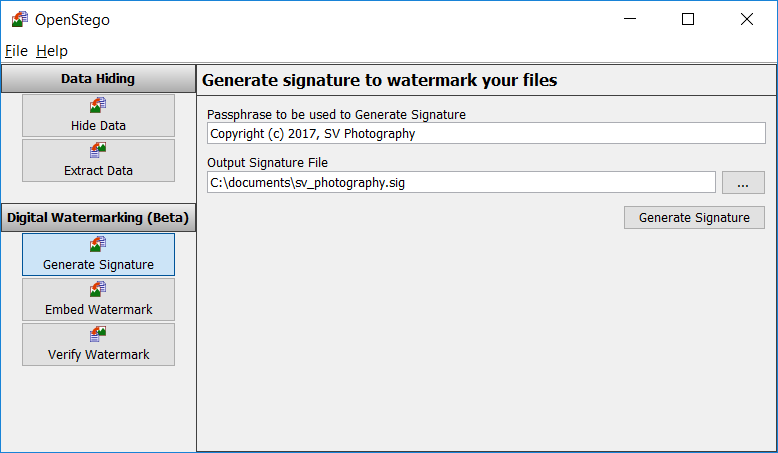 OpenStego
File Help
Data Hiding
Hide Data
Extract Data
Digital Watermarking (Beta)
Generate Signature
Embed Watermark
Verify Watermark
Generate signature to watermark your files
Passphrase to be used to Generate Signature
Copyright (c) 2017, SV Photography
Output Signature File
C:\documents\sv_photography.sig
...
Generate Signature